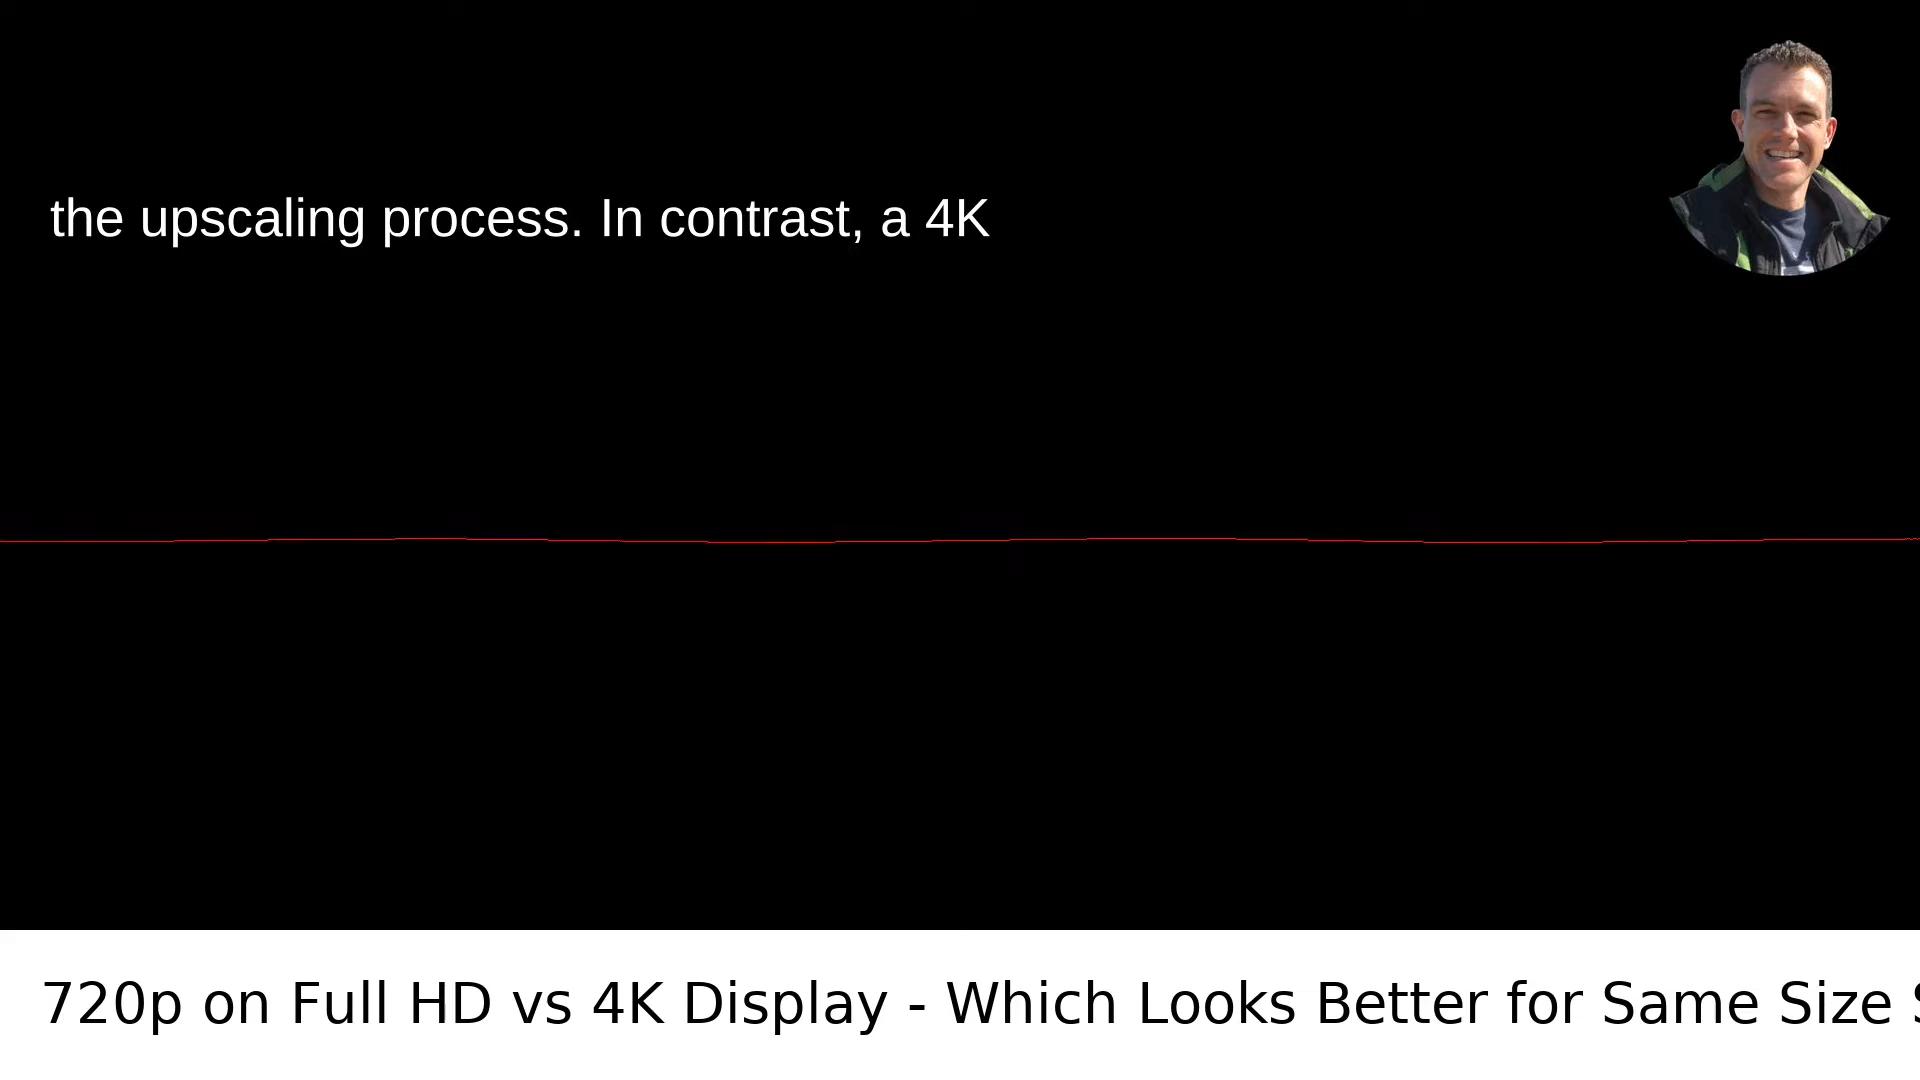 the upscaling process. In contrast, a 4K
720p on Full HD vs 4K Display - Which Looks Better for Same Size